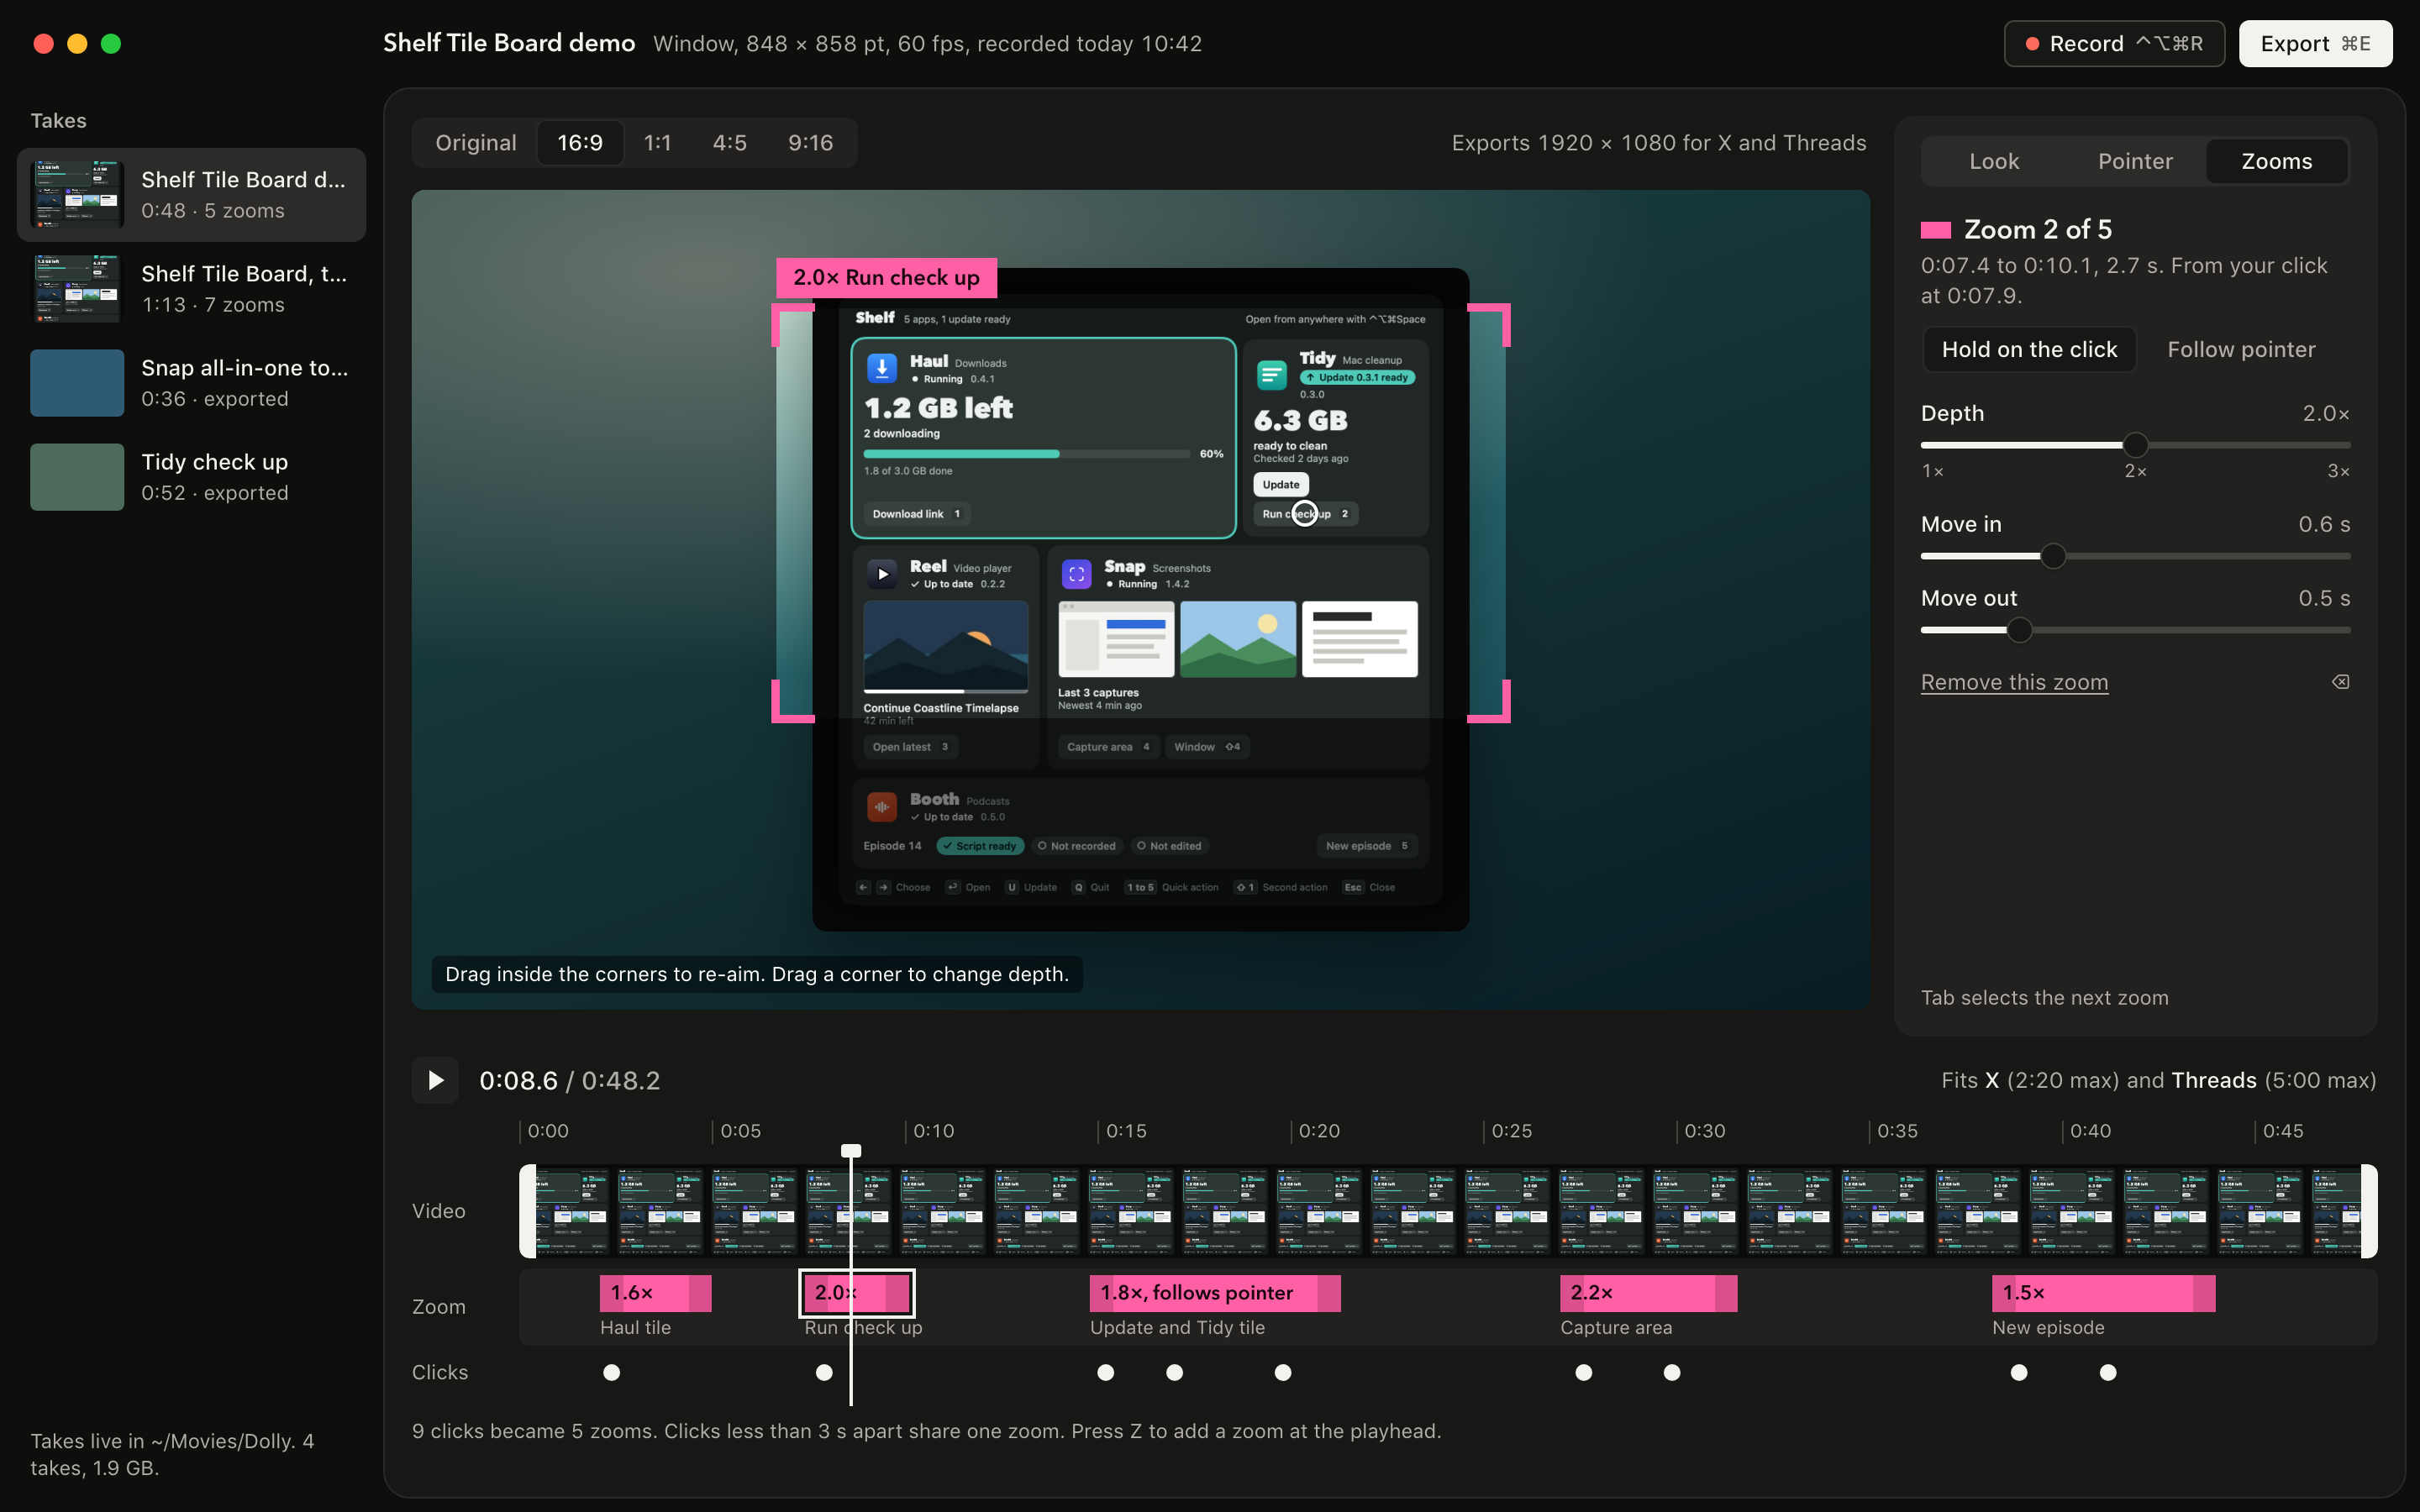 Shelf Tile Board demo Window, 848 × 858 pt, 60 fps, recorded today 10:42
Record ^⌥⌘R
Export ⌘E
Takes
Shelf Tile Board d...
0:48 · 5 zooms
Shelf Tile Board, t...
1:13 · 7 zooms
Snap all-in-one to...
0:36 · exported
Tidy check up
0:52 · exported
Takes live in ~/Movies/Dolly. 4
takes, 1.9 GB.
Original 16:9 1:1 4:5 9:16
Exports 1920 × 1080 for X and Threads
2.0× Run check up
Shelf 5 apps, 1 update ready
Open from anywhere with ^⌥⌘Space
Haul Downloads
Running 0.4.1
1.2 GB left
2 downloading
60%
1.8 of 3.0 GB done
Download link 1
Tidy Mac cleanup
↑ Update 0.3.1 ready
0.3.0
6.3 GB
ready to clean
Checked 2 days ago
Update
Run check up 2
Reel Video player
✓ Up to date 0.2.2
Continue Coastline Timelapse
42 min left
Open latest 3
Snap Screenshots
Running 1.4.2
Last 3 captures
Newest 4 min ago
Capture area 4
Window ⇧4
Booth Podcasts
✓ Up to date 0.5.0
Episode 14 ✓ Script ready Not recorded Not edited
New episode 5
← → Choose ↩ Open U Update Q Quit 1 to 5 Quick action ⇧ 1 Second action Esc Close
Drag inside the corners to re-aim. Drag a corner to change depth.
Look Pointer Zooms
Zoom 2 of 5
0:07.4 to 0:10.1, 2.7 s. From your click
at 0:07.9.
Hold on the click Follow pointer
Depth 2.0×
1× 2× 3×
Move in 0.6 s
Move out 0.5 s
Remove this zoom ⌫
Tab selects the next zoom
0:08.6 / 0:48.2
Fits X (2:20 max) and Threads (5:00 max)
0:00 0:05 0:10 0:15 0:20 0:25 0:30 0:35 0:40 0:45
Video
Zoom
1.6× 2.0× 1.8×, follows pointer 2.2× 1.5×
Haul tile Run check up Update and Tidy tile Capture area New episode
Clicks
9 clicks became 5 zooms. Clicks less than 3 s apart share one zoom. Press Z to add a zoom at the playhead.